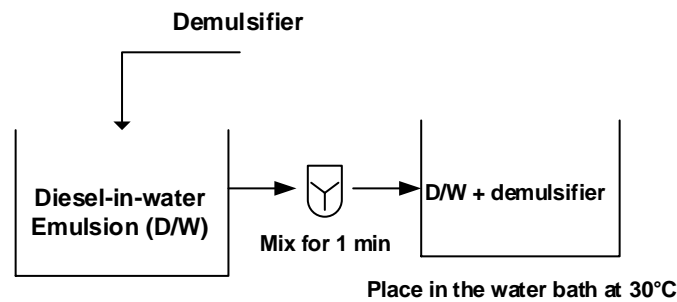 Demulsifier
Diesel-in-water
Emulsion (D/W)
Mix for 1 min
D/W + demulsifier
Place in the water bath at 30°C